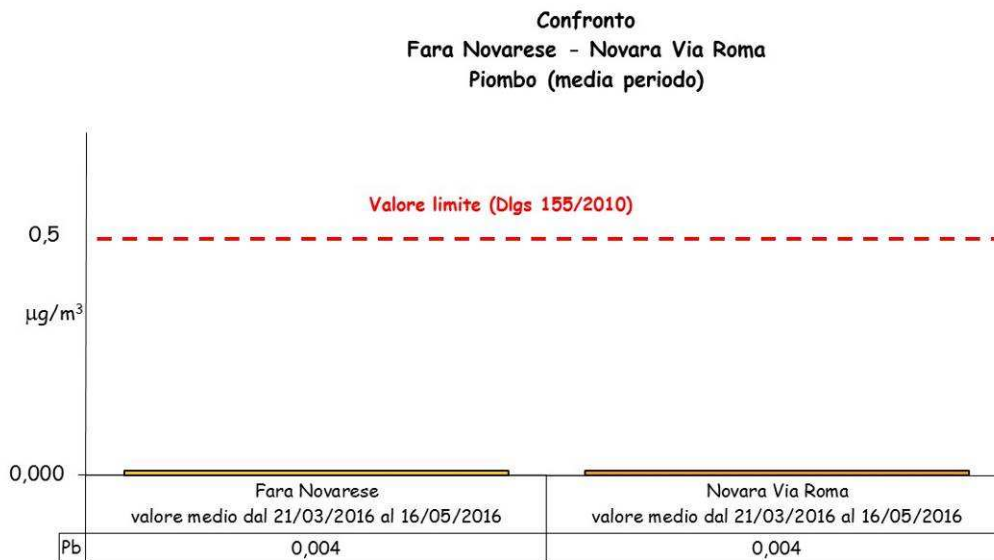 Confronto
Fara Novarese - Novara Via Roma
Piombo (media periodo)
Valore limite (Dlgs 155/2010)
0,5
µg/m³
0,000
Fara Novarese
valore medio dal 21/03/2016 al 16/05/2016
Novara Via Roma
valore medio dal 21/03/2016 al 16/05/2016
Pb 0,004 0,004